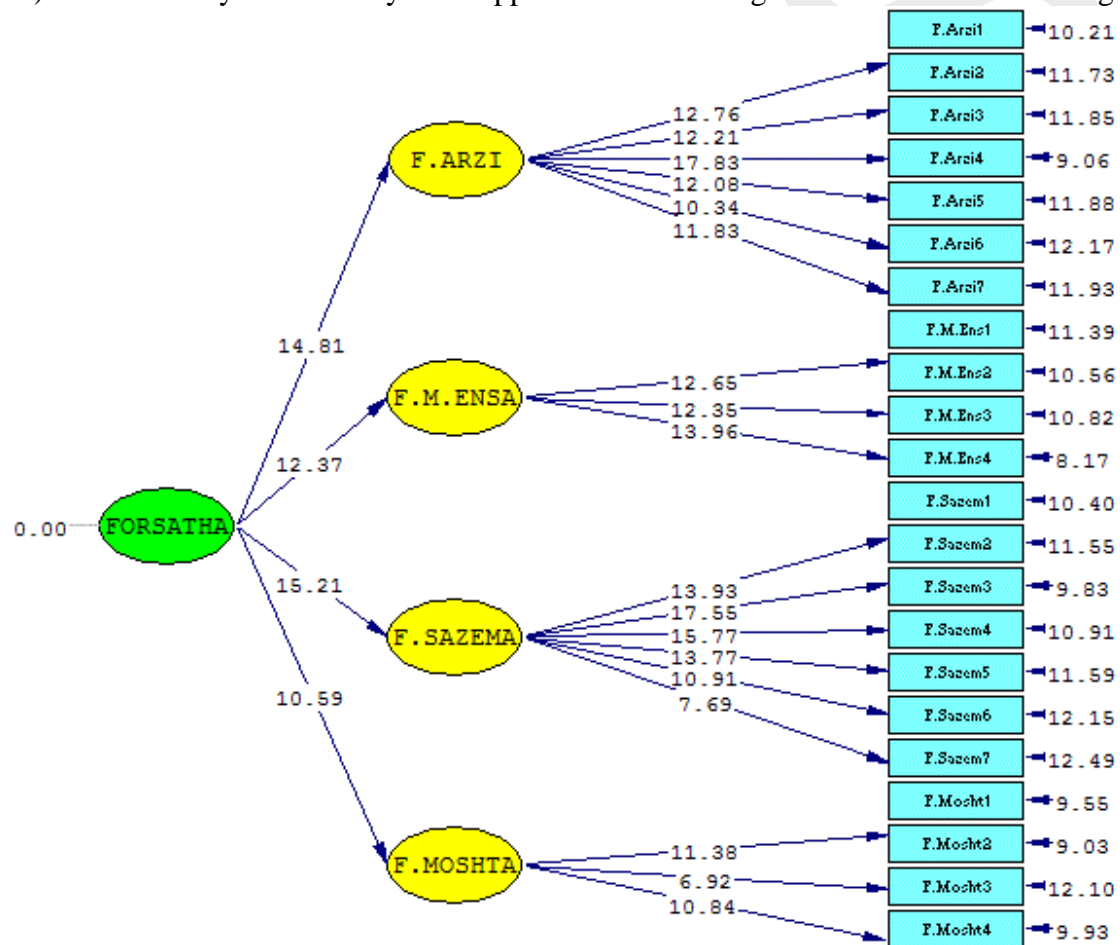 F.Arzi1 10.21
F.Arzi2 11.73
F.Arzi3 11.85
F.Arzi4 9.06
F.Arzi5 11.88
F.Arzi6 12.17
F.Arzi7 11.93
F.M.Ens1 11.39
F.M.Ens2 10.56
F.M.Ens3 10.82
F.M.Ens4 8.17
F.Sazem1 10.40
F.Sazem2 11.55
F.Sazem3 9.83
F.Sazem4 10.91
F.Sazem5 11.59
F.Sazem6 12.15
F.Sazem7 12.49
F.Mosht1 9.55
F.Mosht2 9.03
F.Mosht3 12.10
F.Mosht4 9.93
F.ARZI
12.76
12.21
17.83
12.08
10.34
11.83
F.M.ENSA
12.65
12.35
13.96
F.SAZEMA
13.93
17.55
15.77
13.77
10.91
7.69
F.MOSHTA
11.38
6.92
10.84
14.81
12.37
15.21
10.59
0.00 FORSATHA